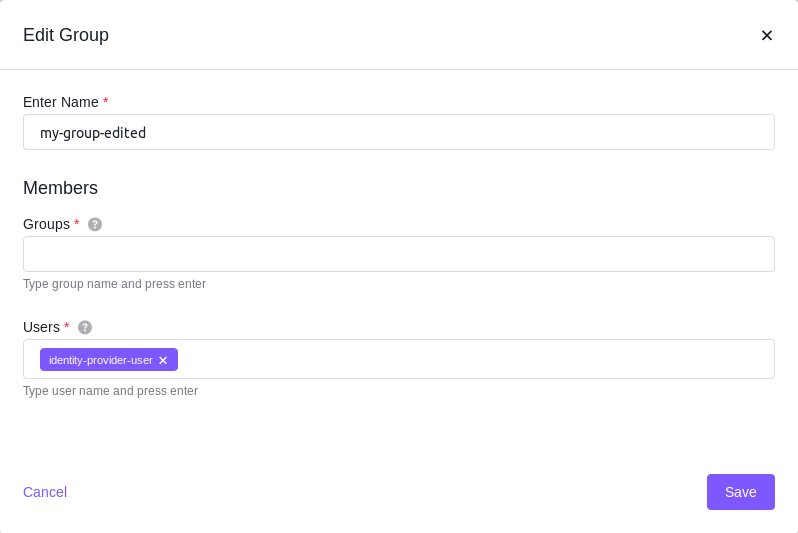 Edit Group
Enter Name *
my-group-edited
Members
Groups * ?
Type group name and press enter
Users * ?
identity-provider-user
Type user name and press enter
Cancel
Save